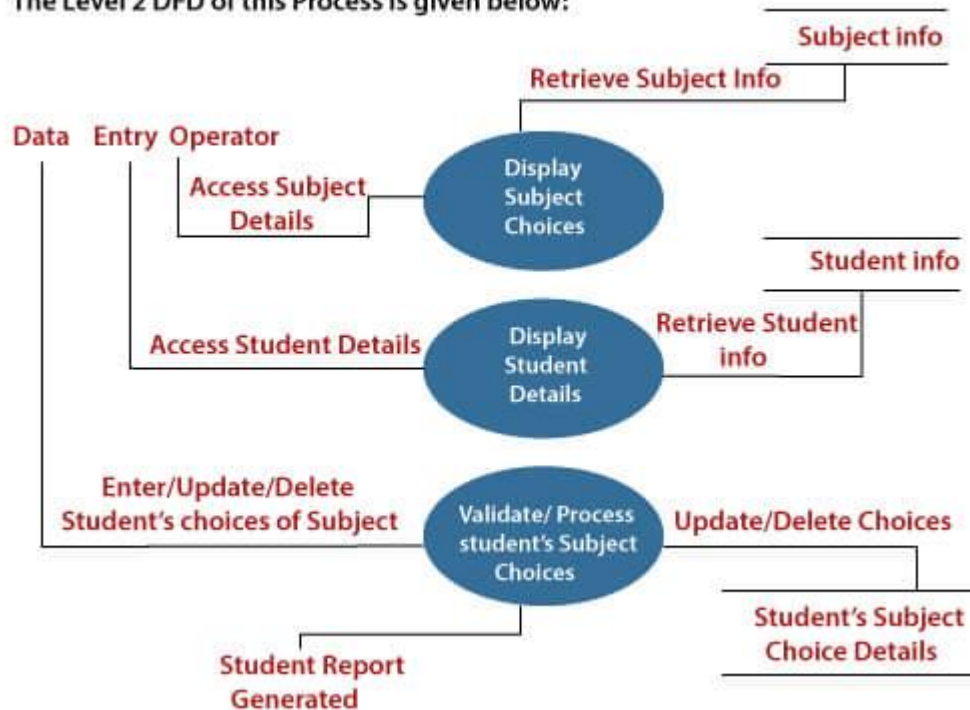 The Level 2 DFD of this Process is given below:
Subject info
Retrieve Subject Info
Data Entry Operator
Display
Subject
Choices
Access Subject
Details
Student info
Display
Student
Details
Retrieve Student
info
Access Student Details
Enter/Update/Delete
Student's choices of Subject
Validate/ Process
student's Subject
Choices
Update/Delete Choices
Student's Subject
Choice Details
Student Report
Generated